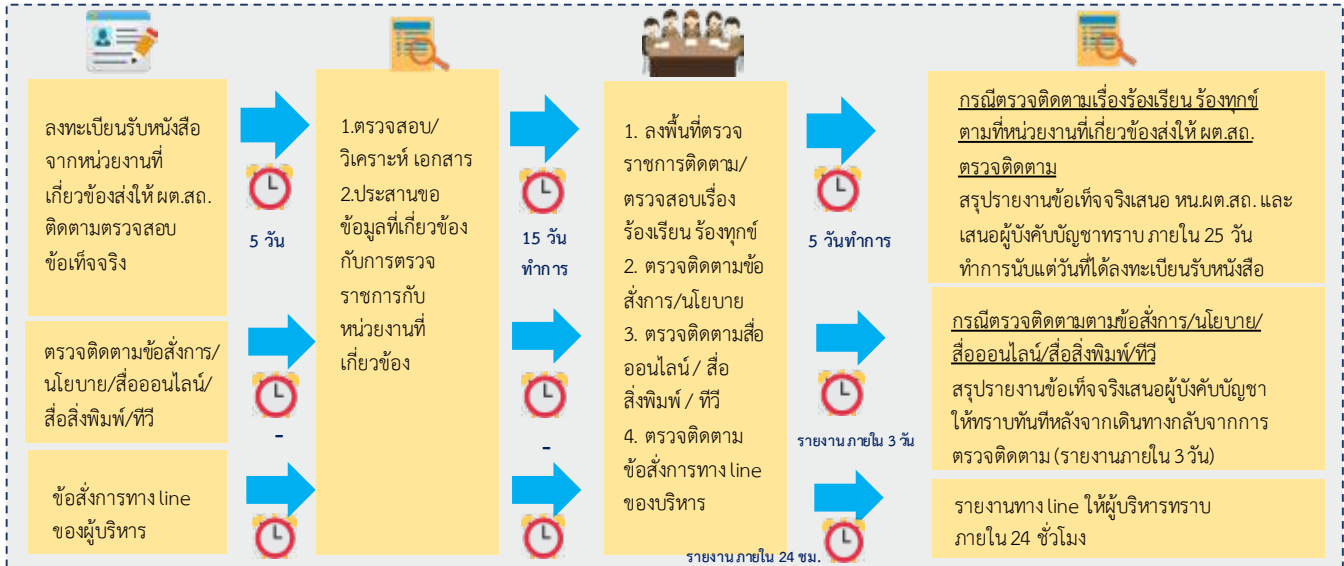 ลงทะเบียนรับหนังสือ
จากหน่วยงานที่
เกี่ยวข้องส่งให้ ผต.สถ.
ติดตามตรวจสอบ
ข้อเท็จจริง
5 วัน
1.ตรวจสอบ/
วิเคราะห์ เอกสาร
2.ประสานขอ
ข้อมูลที่เกี่ยวข้อง
กับการตรวจ
ราชการกับ
หน่วยงานที่
เกี่ยวข้อง
15 วัน
ทำการ
1. ลงพื้นที่ตรวจ
ราชการติดตาม/
ตรวจสอบเรื่อง
ร้องเรียน ร้องทุกข์
2. ตรวจติดตามข้อ
สั่งการ/นโยบาย
3. ตรวจติดตามสื่อ
ออนไลน์ / สื่อ
สิ่งพิมพ์ / ทีวี
4. ตรวจติดตาม
ข้อสั่งการทาง line
ของบริหาร
5 วันทำการ
กรณีตรวจติดตามเรื่องร้องเรียน ร้องทุกข์
ตามที่หน่วยงานที่เกี่ยวข้องส่งให้ ผต.สถ.
ตรวจติดตาม
สรุปรายงานข้อเท็จจริงเสนอ หน.ผต.สถ. และ
เสนอผู้บังคับบัญชาทราบ ภายใน 25 วัน
ทำการนับแต่วันที่ได้ลงทะเบียนรับหนังสือ
ตรวจติดตามข้อสั่งการ/
นโยบาย/สื่อออนไลน์/
สื่อสิ่งพิมพ์/ทีวี
-
-
รายงาน ภายใน 3 วัน
กรณีตรวจติดตามตามข้อสั่งการ/นโยบาย/
สื่อออนไลน์/สื่อสิ่งพิมพ์/ทีวี
สรุปรายงานข้อเท็จจริงเสนอผู้บังคับบัญชา
ให้ทราบทันทีหลังจากเดินทางกลับจากการ
ตรวจติดตาม (รายงานภายใน 3 วัน)
ข้อสั่งการทาง line
ของผู้บริหาร
รายงาน ภายใน 24 ชม.
รายงานทาง line ให้ผู้บริหารทราบ
ภายใน 24 ชั่วโมง